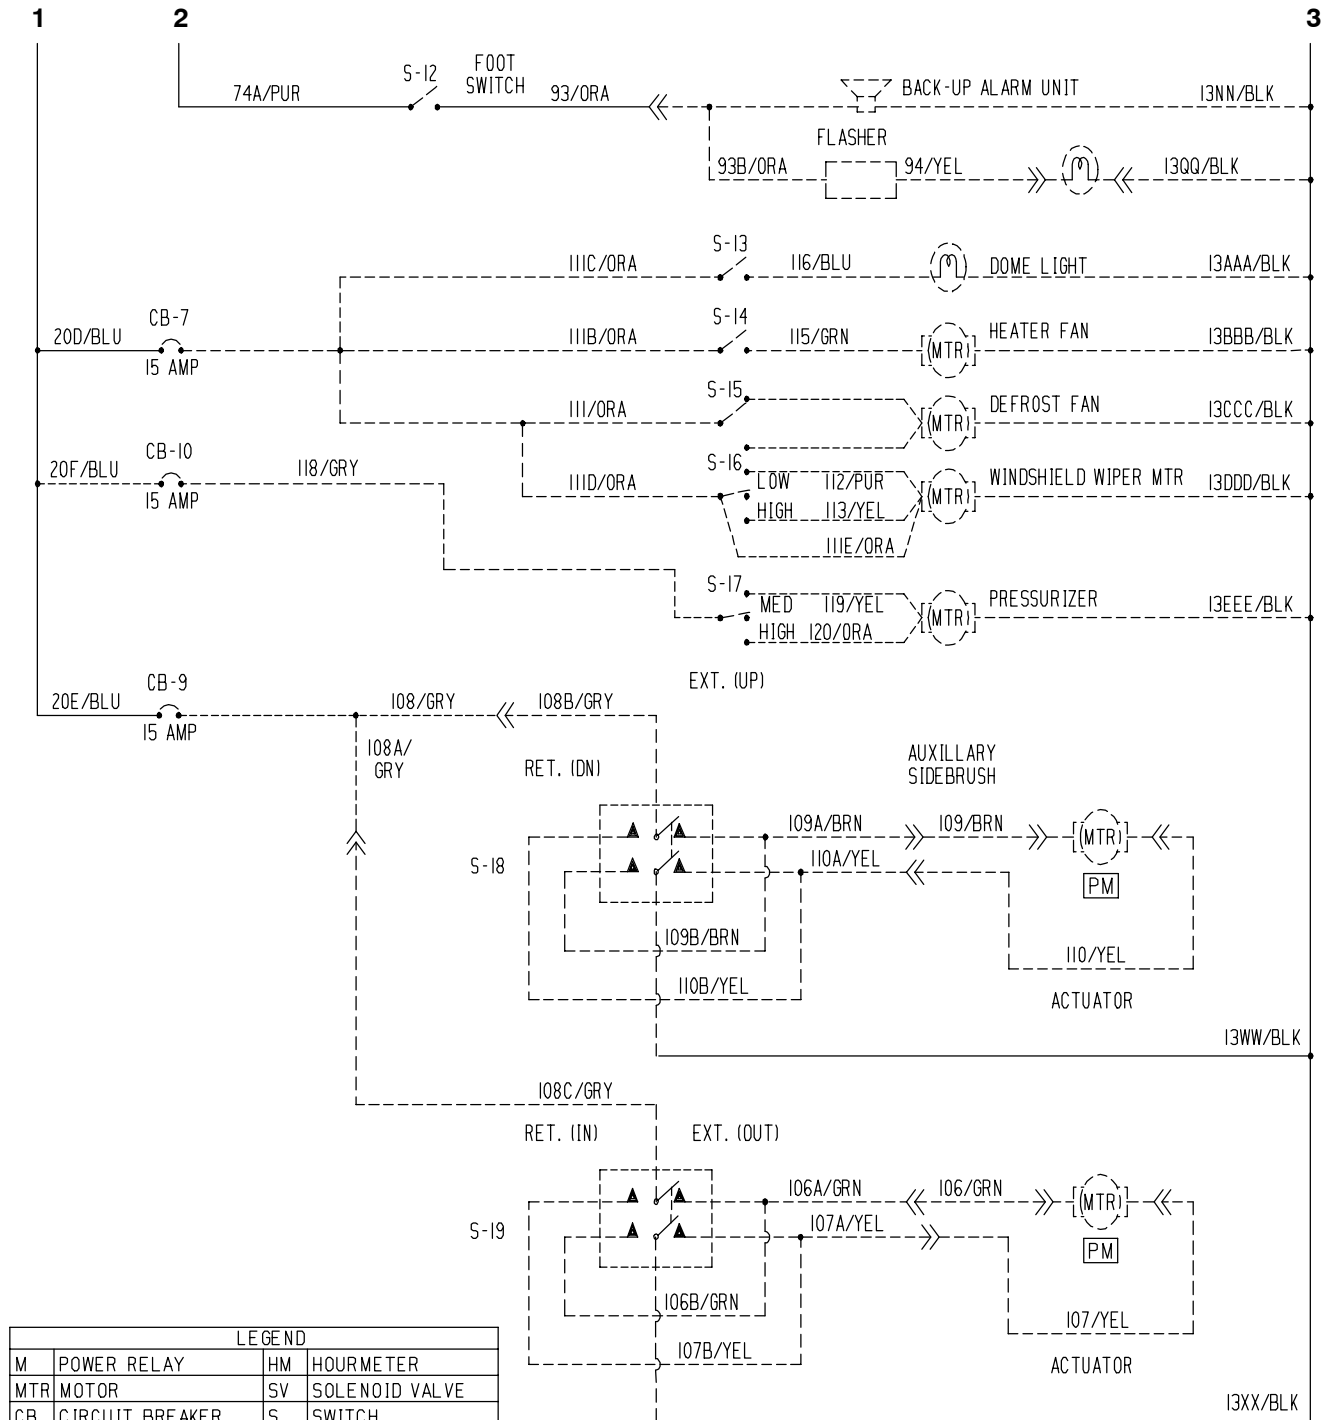 1 2 3
S-12 FOOT SWITCH
74A/PUR 93/ORA BACK-UP ALARM UNIT 13NN/BLK
FLASHER
93B/ORA 94/YEL 13QQ/BLK
S-13
111C/ORA 116/BLU DOME LIGHT 13AAA/BLK
CB-7 S-14
20D/BLU 111B/ORA 115/GRN (MTR) HEATER FAN 13BBB/BLK
15 AMP
S-15
111/ORA (MTR) DEFROST FAN 13CCC/BLK
CB-10 S-16
20F/BLU 118/GRY 111D/ORA LOW 112/PUR (MTR) WINDSHIELD WIPER MTR 13DDD/BLK
15 AMP HIGH 113/YEL
111E/ORA
S-17
MED 119/YEL (MTR) PRESSURIZER 13EEE/BLK
HIGH 120/ORA
EXT. (UP)
CB-9
20E/BLU 108/GRY 108B/GRY
15 AMP
108A/
GRY
RET. (DN)
AUXILLARY
SIDEBRUSH
109A/BRN 109/BRN (MTR)
S-18 110A/YEL PM
109B/BRN 110/YEL
110B/YEL ACTUATOR
13WW/BLK
108C/GRY
RET. (IN) EXT. (OUT)
106A/GRN 106/GRN (MTR)
S-19 107A/YEL PM
106B/GRN 107/YEL
107B/YEL ACTUATOR
13XX/BLK
LEGEND
M POWER RELAY HM HOURMETER
MTR MOTOR SV SOLENOID VALVE
CB CIRCUIT BREAKER S SWITCH